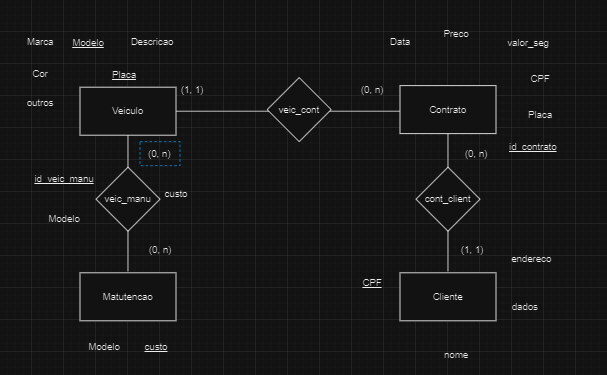 Marca Modelo Descricao
Data
Preco
valor_seg
Cor
Placa
outros
CPF
(1, 1)
(0, n)
Veiculo
veic_cont
Contrato
Placa
id_contrato
(0, n)
(0, n)
id_veic_manu
veic_manu
custo
cont_client
Modelo
(0, n)
(1, 1)
endereco
CPF
Matutencao
Cliente
dados
Modelo
custo
nome